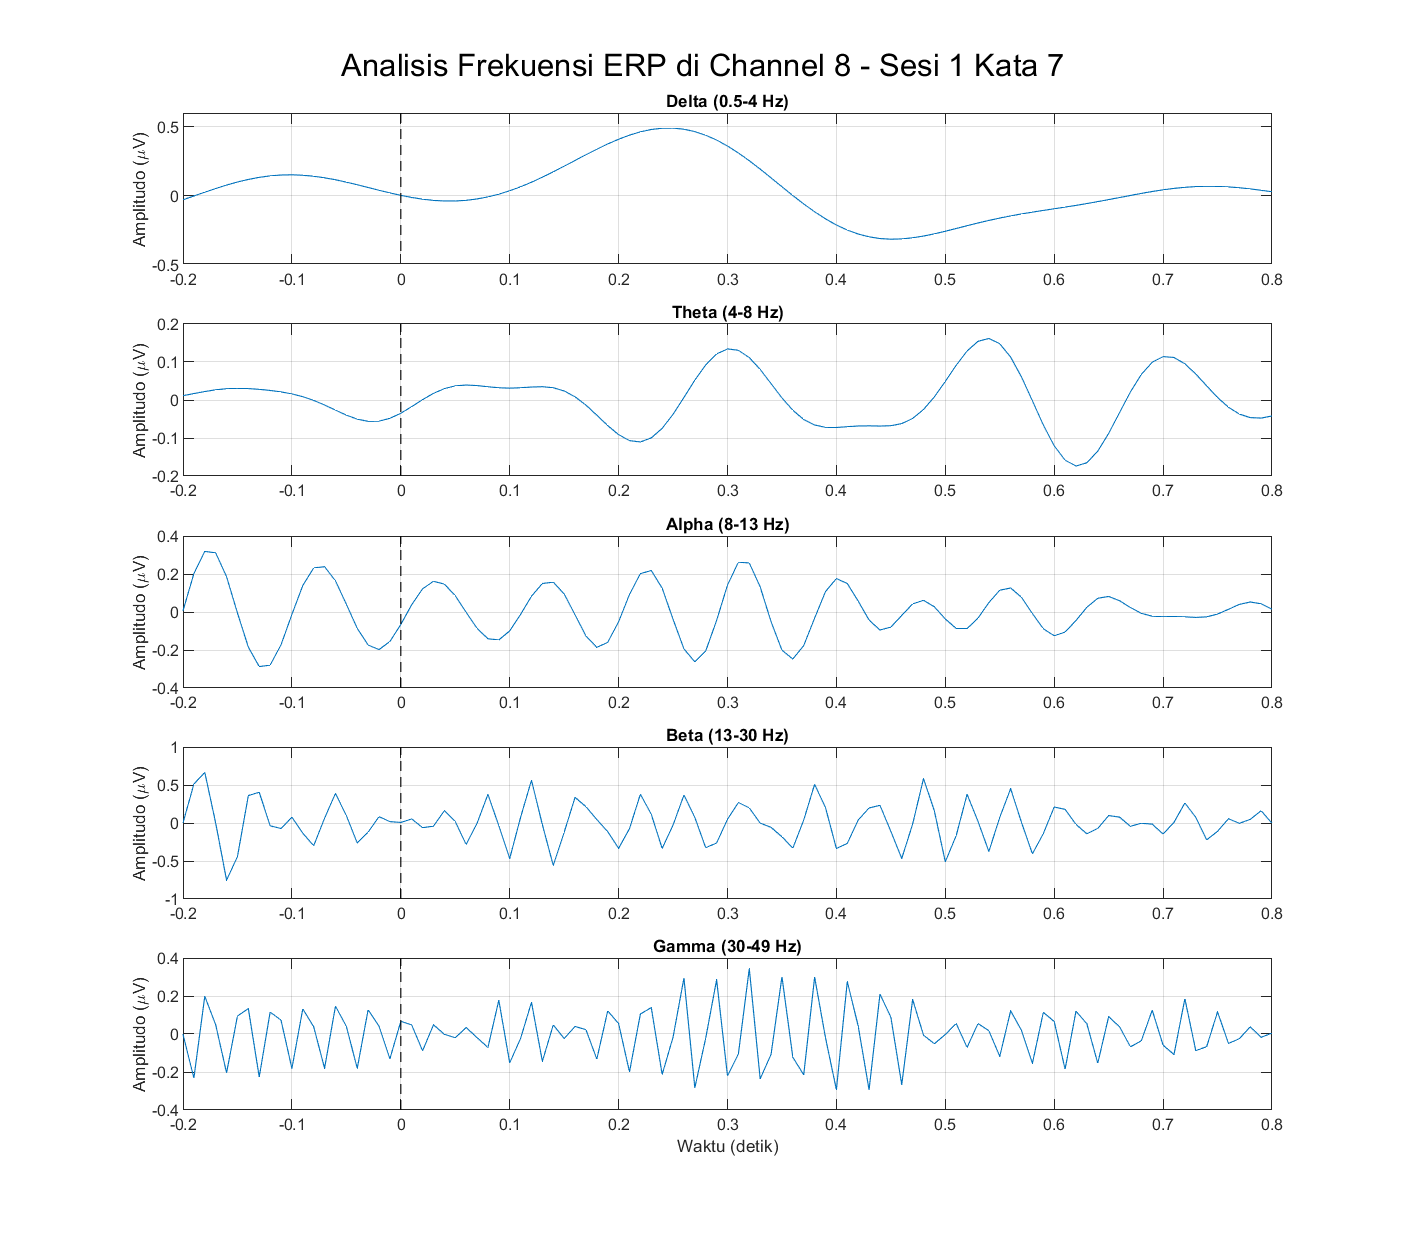 Analisis Frekuensi ERP di Channel 8 - Sesi 1 Kata 7
Delta (0.5-4 Hz)
Amplitudo (μV)
0.5
0
-0.5
-0.2 -0.1 0 0.1 0.2 0.3 0.4 0.5 0.6 0.7 0.8
Theta (4-8 Hz)
Amplitudo (μV)
0.2
0.1
0
-0.1
-0.2
-0.2 -0.1 0 0.1 0.2 0.3 0.4 0.5 0.6 0.7 0.8
Alpha (8-13 Hz)
Amplitudo (μV)
0.4
0.2
0
-0.2
-0.4
-0.2 -0.1 0 0.1 0.2 0.3 0.4 0.5 0.6 0.7 0.8
Beta (13-30 Hz)
Amplitudo (μV)
1
0.5
0
-0.5
-1
-0.2 -0.1 0 0.1 0.2 0.3 0.4 0.5 0.6 0.7 0.8
Gamma (30-49 Hz)
Amplitudo (μV)
0.4
0.2
0
-0.2
-0.4
-0.2 -0.1 0 0.1 0.2 0.3 0.4 0.5 0.6 0.7 0.8
Waktu (detik)